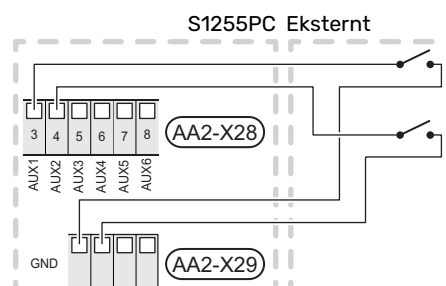 S1255PC Eksternt
3 4 5 6 7 8
AA2-X28
AUX1 AUX2 AUX3 AUX4 AUX5 AUX6
GND
AA2-X29